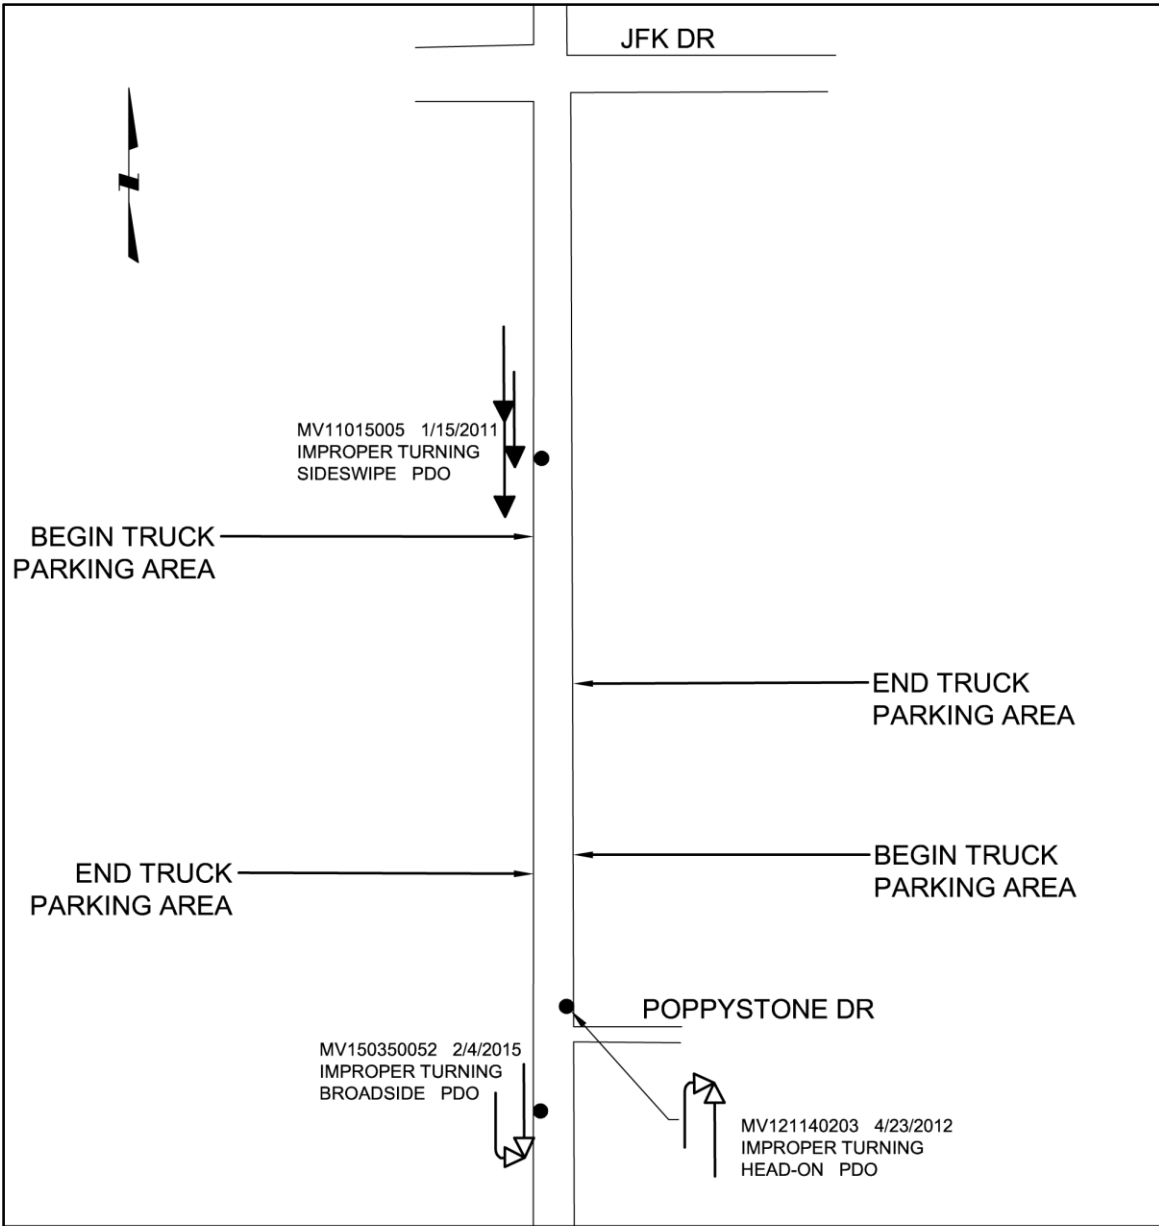 JFK DR
N
MV11015005 1/15/2011
IMPROPER TURNING
SIDESWIPE PDO
BEGIN TRUCK
PARKING AREA
END TRUCK
PARKING AREA
BEGIN TRUCK
PARKING AREA
END TRUCK
PARKING AREA
POPPYSTONE DR
MV150350052 2/4/2015
IMPROPER TURNING
BROADSIDE PDO
MV121140203 4/23/2012
IMPROPER TURNING
HEAD-ON PDO